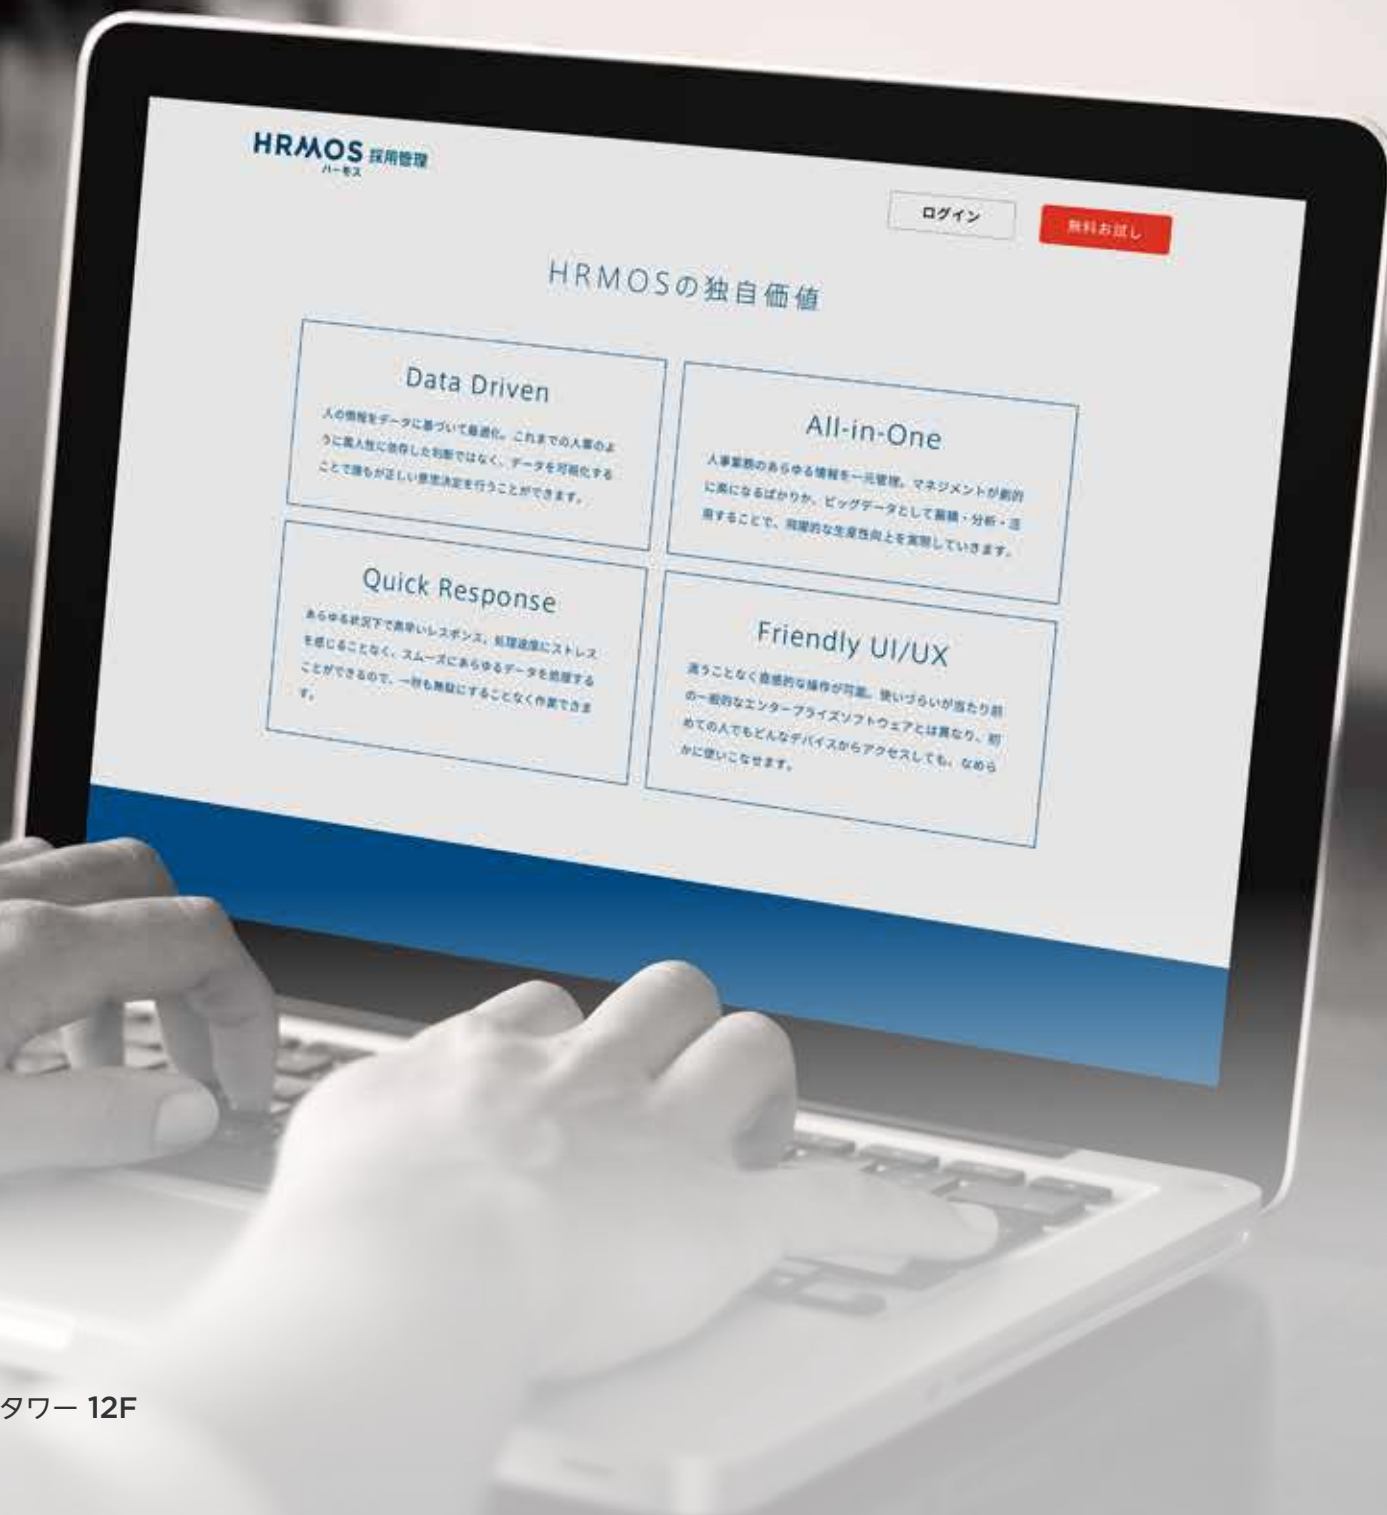 HRMOS 採用管理
ハーモス
ログイン
無料お試し
HRMOSの独自価値
Data Driven
人の情報をデータに基づいて最適化。これまでの人事のよ
うに属人性に依存した判断ではなく、データを可視化する
ことで誰もが正しい意思決定を行うことができます。
All-in-One
人事業務のあらゆる情報を一元管理。マネジメントが劇的
に楽になるばかりか、ビッグデータとして蓄積・分析・活
用することで、飛躍的な生産性向上を実現していきます。
Quick Response
あらゆる状況下で素早いレスポンス。処理速度にストレス
を感じることなく、スムーズにあらゆるデータを処理する
ことができるので、一時も無駄にすることなく作業できま
す。
Friendly UI/UX
迷うことなく直感的な操作が可能。使いづらいが当たり前
の一般的なエンタープライズソフトウェアとは異なり、初
めての人でもどんなデバイスからアクセスしても、なめら
かに使いこなせます。
タワー 12F